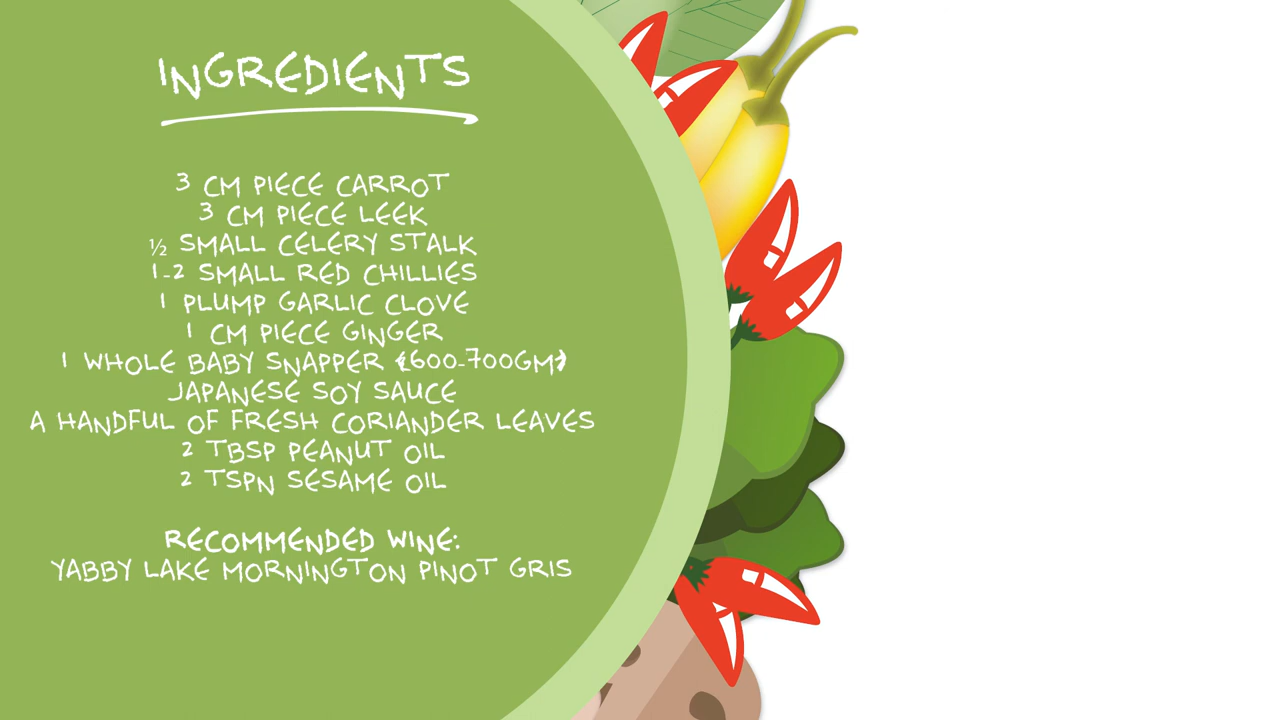 INGREDIENTS
3 CM PIECE CARROT
3 CM PIECE LEEK
½ SMALL CELERY STALK
1-2 SMALL RED CHILLIES
1 PLUMP GARLIC CLOVE
1 CM PIECE GINGER
1 WHOLE BABY SNAPPER {600-700GM}
JAPANESE SOY SAUCE
A HANDFUL OF FRESH CORIANDER LEAVES
2 TBSP PEANUT OIL
2 TSPN SESAME OIL
RECOMMENDED WINE:
YABBY LAKE MORNINGTON PINOT GRIS